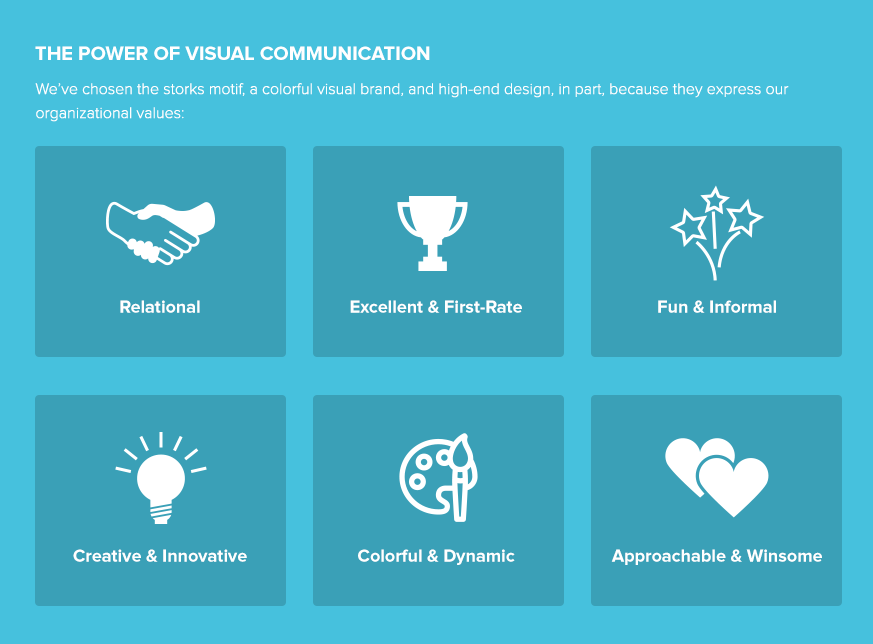 THE POWER OF VISUAL COMMUNICATION
We've chosen the storks motif, a colorful visual brand, and high-end design, in part, because they express our
organizational values:
Relational
Excellent & First-Rate
Fun & Informal
Creative & Innovative
Colorful & Dynamic
Approachable & Winsome